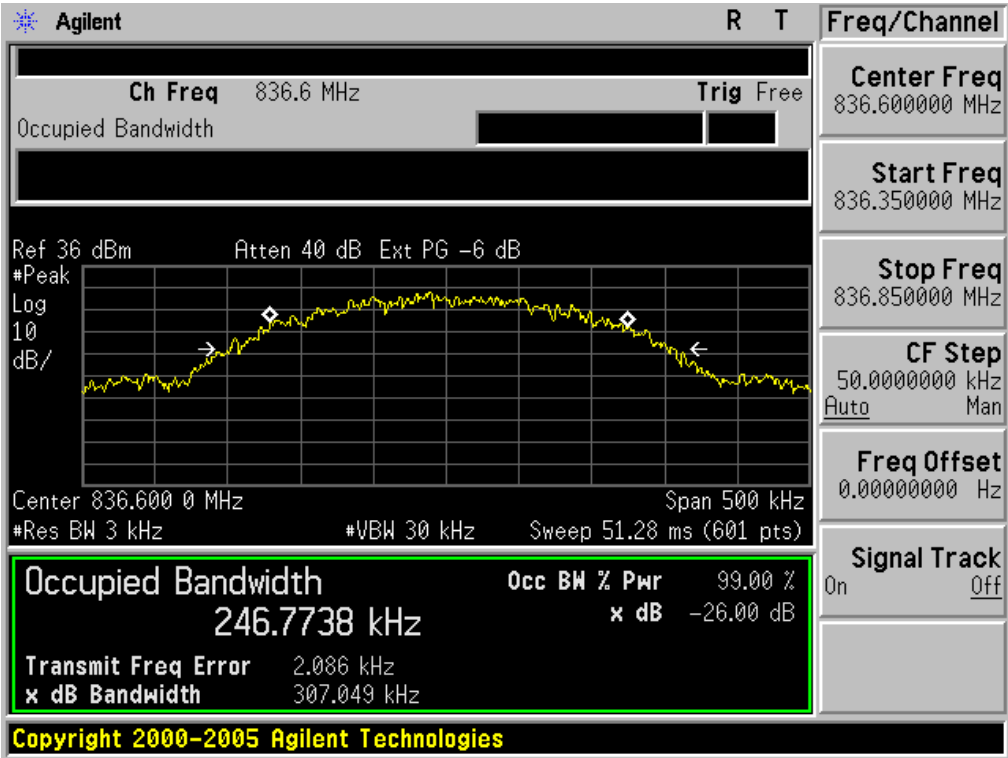 Agilent R T Freq/Channel
Ch Freq 836.6 MHz Trig Free
Occupied Bandwidth
Center Freq
836.600000 MHz
Start Freq
836.350000 MHz
Stop Freq
836.850000 MHz
CF Step
50.0000000 kHz
Auto Man
Freq Offset
0.00000000 Hz
Signal Track
On Off
Ref 36 dBm Atten 40 dB Ext PG -6 dB
#Peak
Log
10
dB/
Center 836.600 0 MHz Span 500 kHz
#Res BW 3 kHz #VBW 30 kHz Sweep 51.28 ms (601 pts)
Occupied Bandwidth Occ BW % Pwr 99.00 %
246.7738 kHz x dB -26.00 dB
Transmit Freq Error 2.086 kHz
x dB Bandwidth 307.049 kHz
Copyright 2000-2005 Agilent Technologies